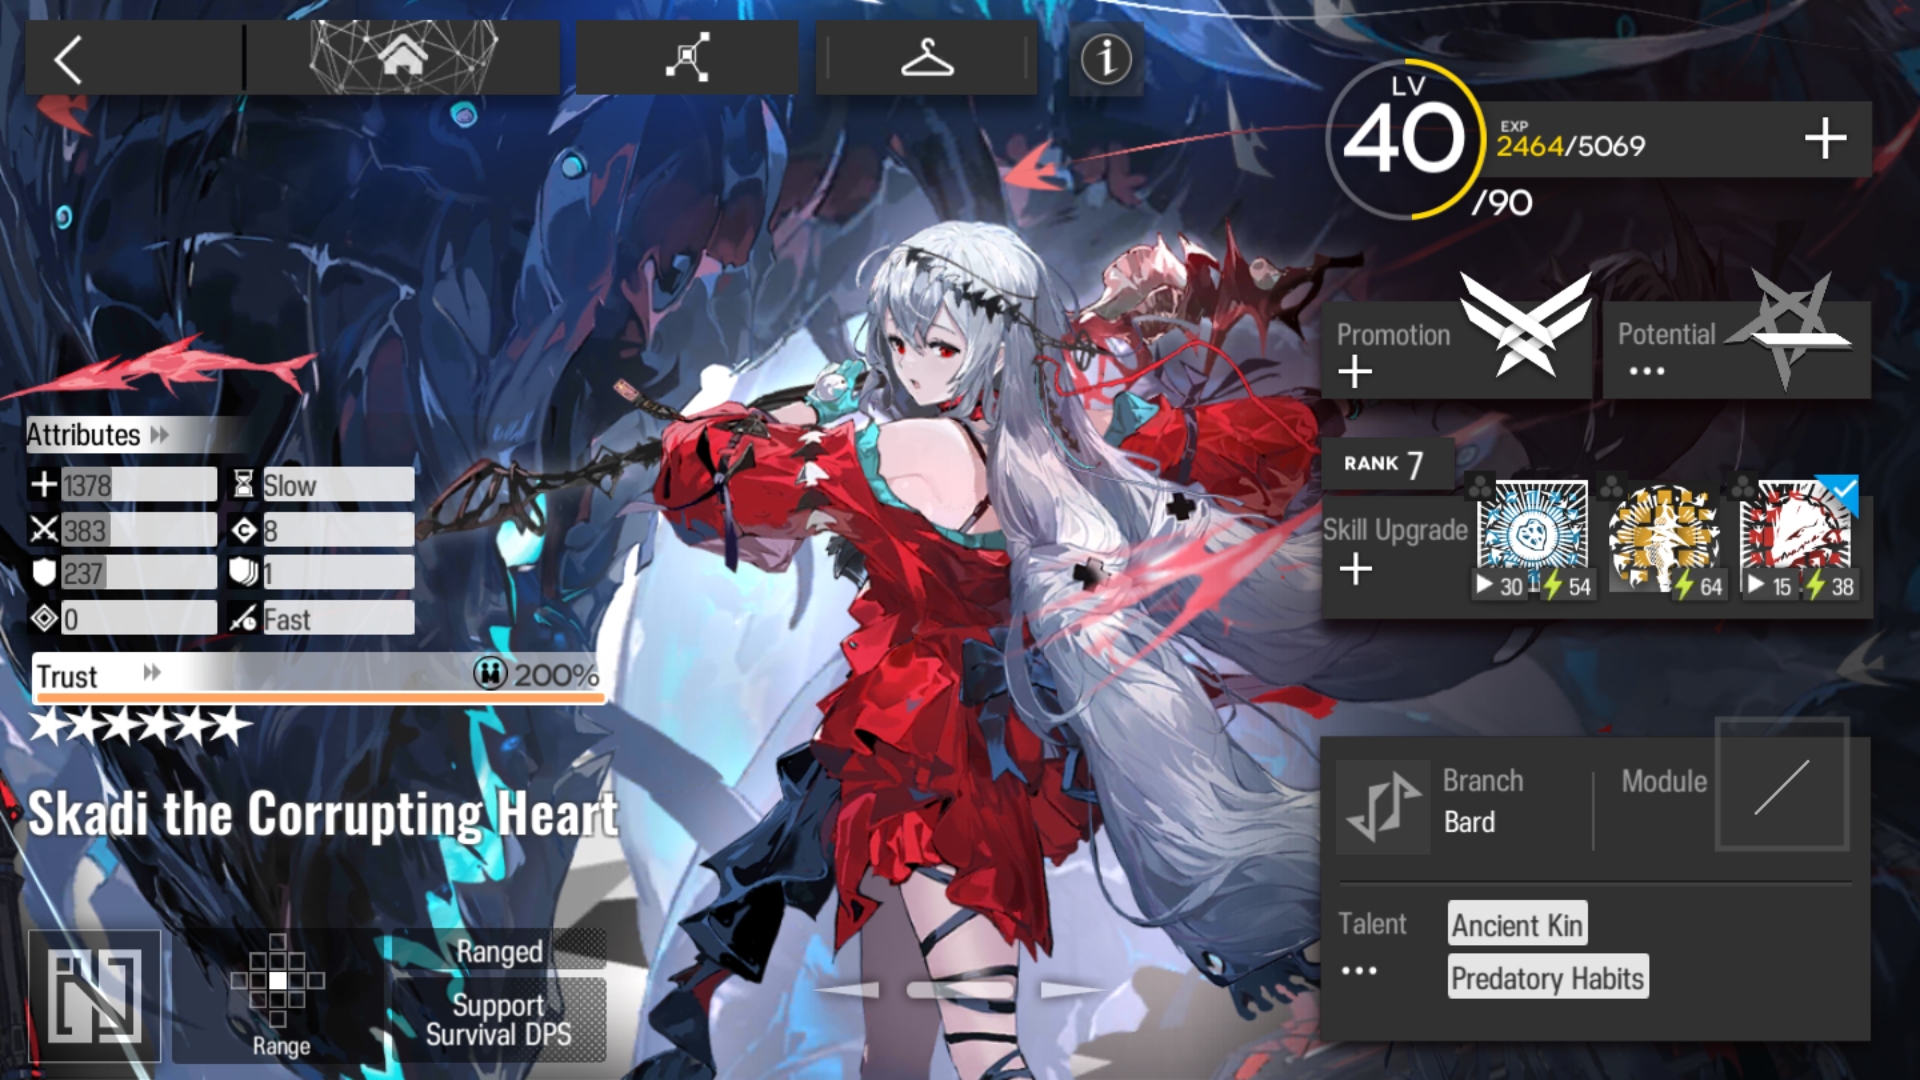 LV
40
/90
EXP
2464/5069
Promotion
Potential
Attributes
1378
Slow
383
8
237
1
0
Fast
RANK 7
Skill Upgrade
30
54
64
15
38
Trust
200%
Skadi the Corrupting Heart
Branch
Bard
Module
Talent
Ancient Kin
Predatory Habits
Range
Ranged
Support
Survival DPS